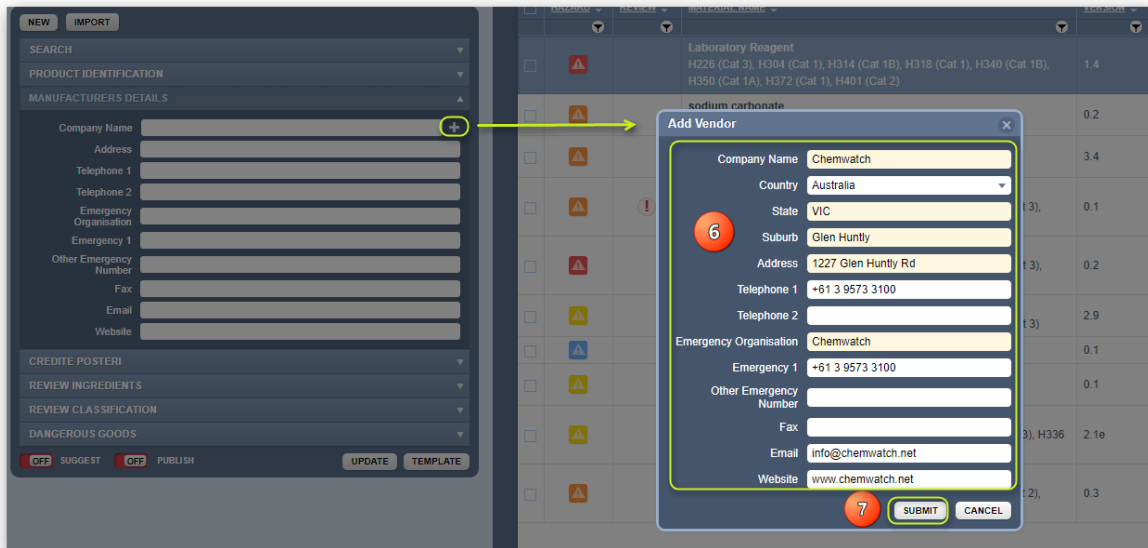 NEW IMPORT
SEARCH
PRODUCT IDENTIFICATION
MANUFACTURERS DETAILS
Company Name
Address
Telephone 1
Telephone 2
Emergency
Organisation
Emergency 1
Other Emergency
Number
Fax
Email
Website
CREDITE POSTERI
REVIEW INGREDIENTS
REVIEW CLASSIFICATION
DANGEROUS GOODS
OFF SUGGEST OFF PUBLISH UPDATE TEMPLATE
HAZARD REVIEW MATERIAL NAME VERSION
Laboratory Reagent
H226 (Cat 3), H304 (Cat 1), H314 (Cat 1B), H318 (Cat 1), H340 (Cat 1B),
H350 (Cat 1A), H372 (Cat 1), H401 (Cat 2)
1.4
sodium carbonate
0.2
3.4
t 3), 0.1
t 3), 0.2
2.9
t 3)
0.1
0.1
3), H336 2.1e
t 2), 0.3
Add Vendor
Company Name Chemwatch
Country Australia
State VIC
6
Suburb Glen Huntly
Address 1227 Glen Huntly Rd
Telephone 1 +61 3 9573 3100
Telephone 2
Emergency Organisation Chemwatch
Emergency 1 +61 3 9573 3100
Other Emergency
Number
Fax
Email info@chemwatch.net
Website www.chemwatch.net
7 SUBMIT CANCEL